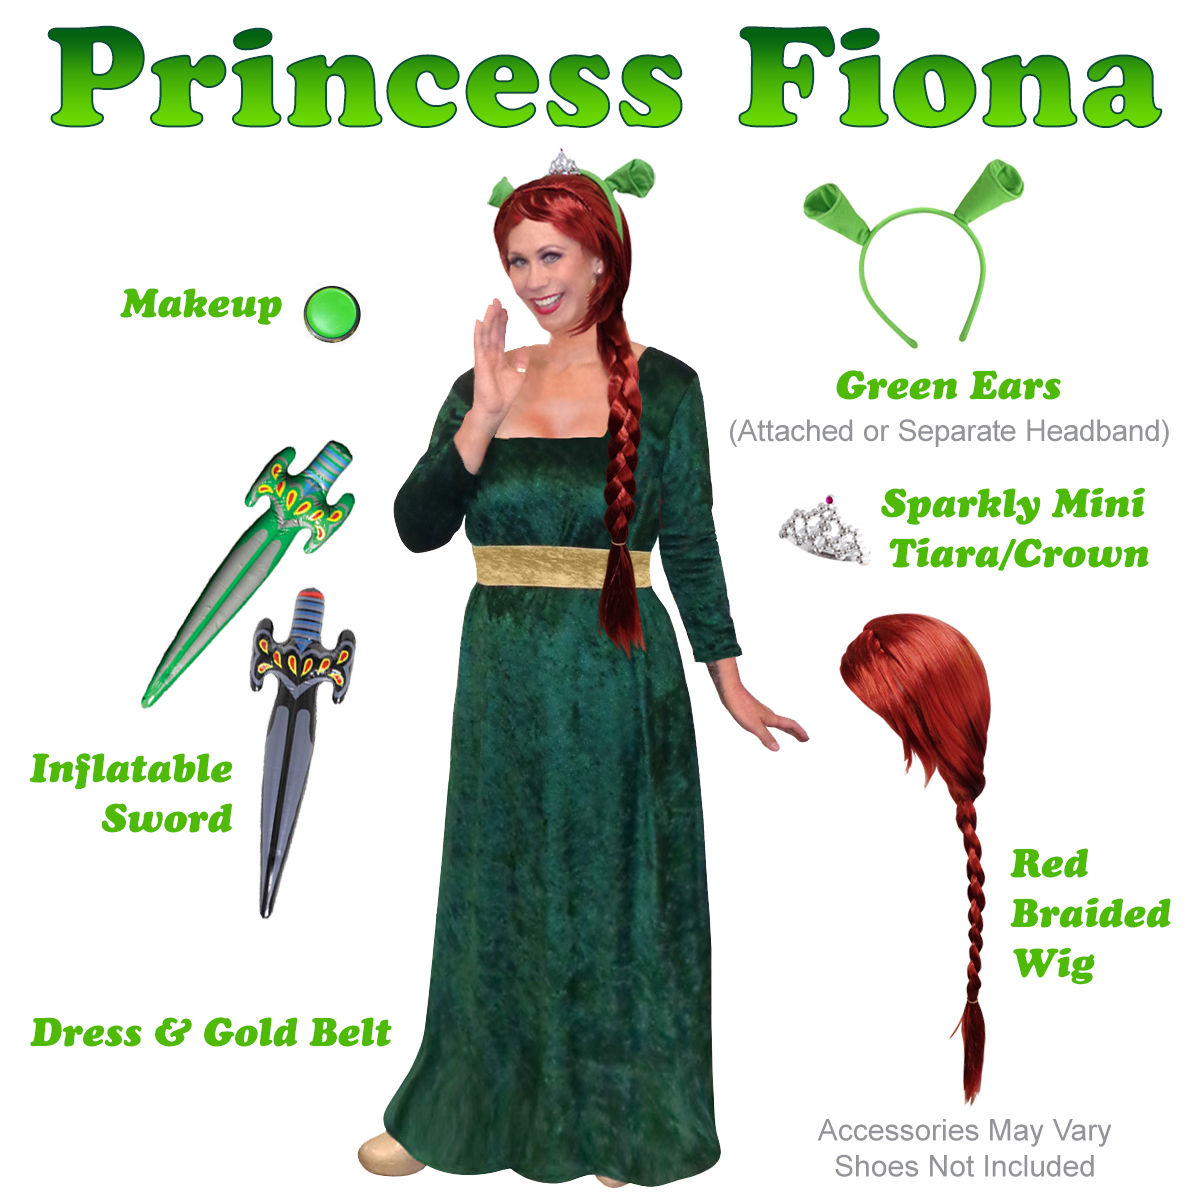 Princess Fiona
Makeup
Green Ears
(Attached or Separate Headband)
Sparkly Mini
Tiara/Crown
Inflatable
Sword
Red
Braided
Wig
Dress & Gold Belt
Accessories May Vary
Shoes Not Included